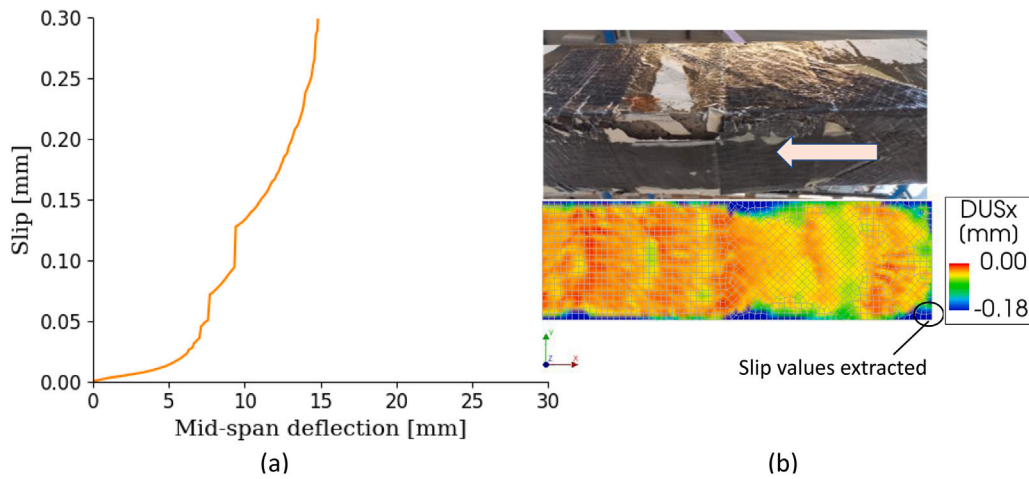 0.30
0.25
0.20
0.15
0.10
0.05
0.00
Slip [mm]
0 5 10 15 20 25 30
Mid-span deflection [mm]
(a)
DUSx
(mm)
0.00
-0.18
Y
Z X
Slip values extracted
(b)